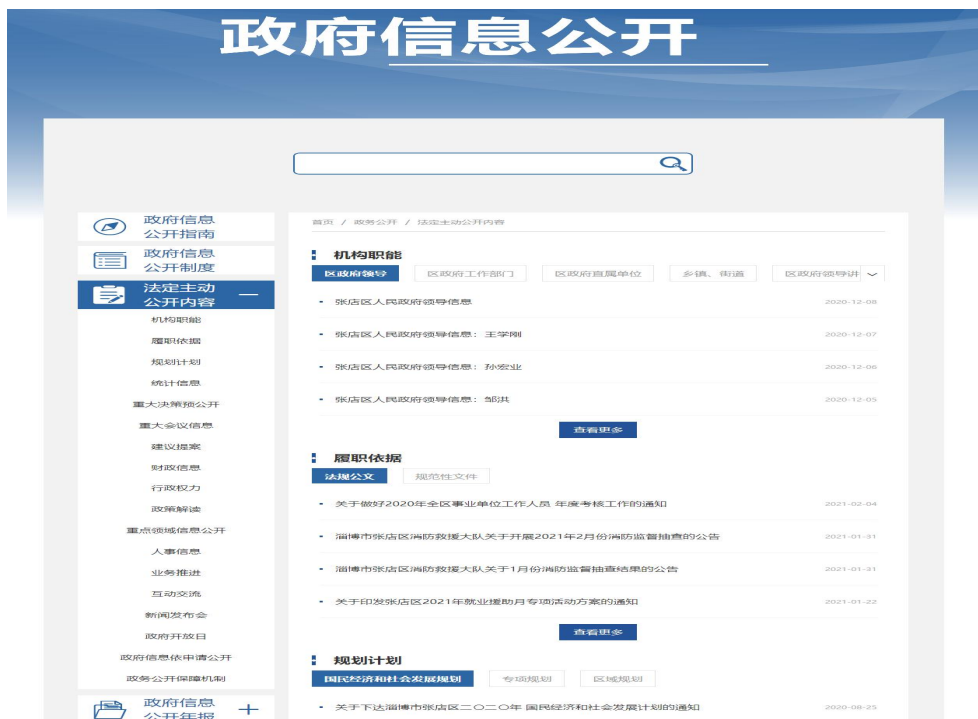 政府信息公开
政府信息
公开指南
政府信息
公开制度
法定主动
公开内容
机构职能
履职依据
规划计划
统计信息
重大决策预公开
重大会议信息
建议提案
财政信息
行政权力
政策解读
重点领域信息公开
人事信息
业务推进
互动交流
新闻发布会
政府开放日
政府信息依申请公开
政务公开保障机制
政府信息
公开年报
首页 / 政务公开 / 法定主动公开内容
机构职能
区政府领导 区政府工作部门 区政府直属单位 乡镇、街道 区政府领导讲
张店区人民政府领导信息 2020-12-08
张店区人民政府领导信息：王学刚 2020-12-07
张店区人民政府领导信息：孙宏业 2020-12-06
张店区人民政府领导信息：邹洪 2020-12-05
查看更多
履职依据
法规公文 规范性文件
关于做好2020年全区事业单位工作人员 年度考核工作的通知 2021-02-04
淄博市张店区消防救援大队关于开展2021年2月份消防监督抽查的公告 2021-01-31
淄博市张店区消防救援大队关于1月份消防监督抽查结果的公告 2021-01-31
关于印发张店区2021年就业援助月专项活动方案的通知 2021-01-22
查看更多
规划计划
国民经济和社会发展规划 专项规划 区域规划
关于下达淄博市张店区二〇二〇年 国民经济和社会发展计划的通知 2020-08-25